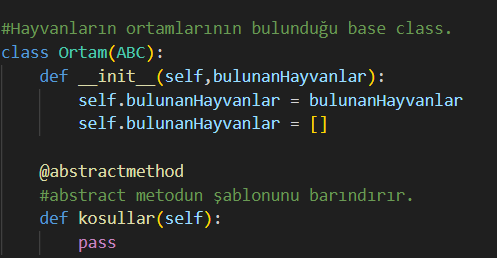 #Hayvanların ortamlarının bulunduğu base class.
class Ortam(ABC):
    def __init__(self,bulunanHayvanlar):
        self.bulunanHayvanlar = bulunanHayvanlar
        self.bulunanHayvanlar = []
    @abstractmethod
    #abstract metodun şablonunu barındırır.
    def kosullar(self):
        pass